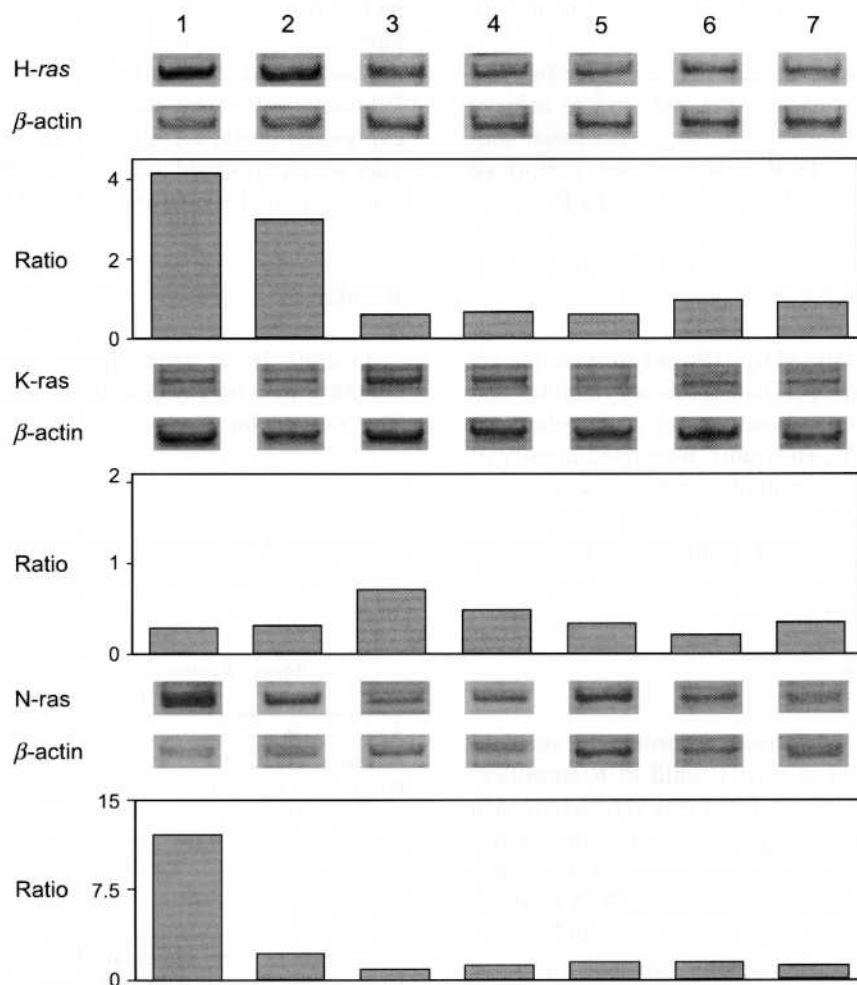 1 2 3 4 5 6 7
H-ras
β-actin
4
Ratio
2
0
K-ras
β-actin
2
Ratio
1
0
N-ras
β-actin
15
Ratio
7.5
0